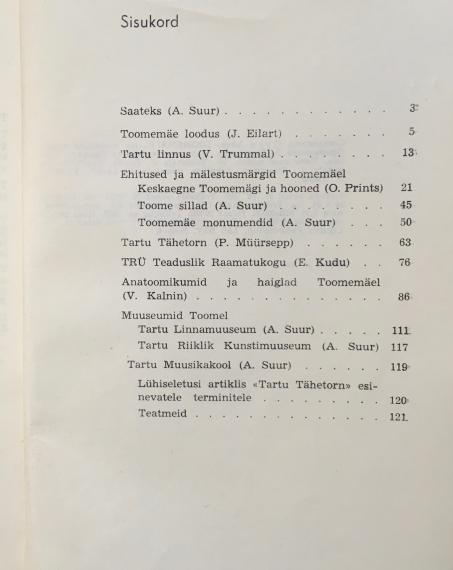 Sisukord
Saateks (A. Suur) . . . . . . . . . . . . 3
Toomemäe loodus (J. Eilart) . . . . . . . 5
Tartu linnus (V. Trummal) . . . . . . . . 13
Ehitused ja mälestusmärgid Toomemäel
Keskaegne Toomemägi ja hooned (O. Prints) 21
Toome sillad (A. Suur) . . . . . . . . 45
Toomemäe monumendid (A. Suur) . . . 50
Tartu Tähetorn (P. Müürsepp) . . . . . . 63
TRÜ Teaduslik Raamatukogu (E. Kudu) . . 76
Anatoomikumid ja haiglad Toomemäel
(V. Kalnin) . . . . . . . . . . . . . . 86
Muuseumid Toomel
Tartu Linnamuuseum (A. Suur) . . . . . 111
Tartu Riiklik Kunstimuuseum (A. Suur) 117
Tartu Muusikakool (A. Suur) . . . . . . 119
Lühiseletusi artiklis «Tartu Tähetorn» esi-
nevatele terminitele . . . . . . . . . 120
Teatmeid . . . . . . . . . . . . . . 121